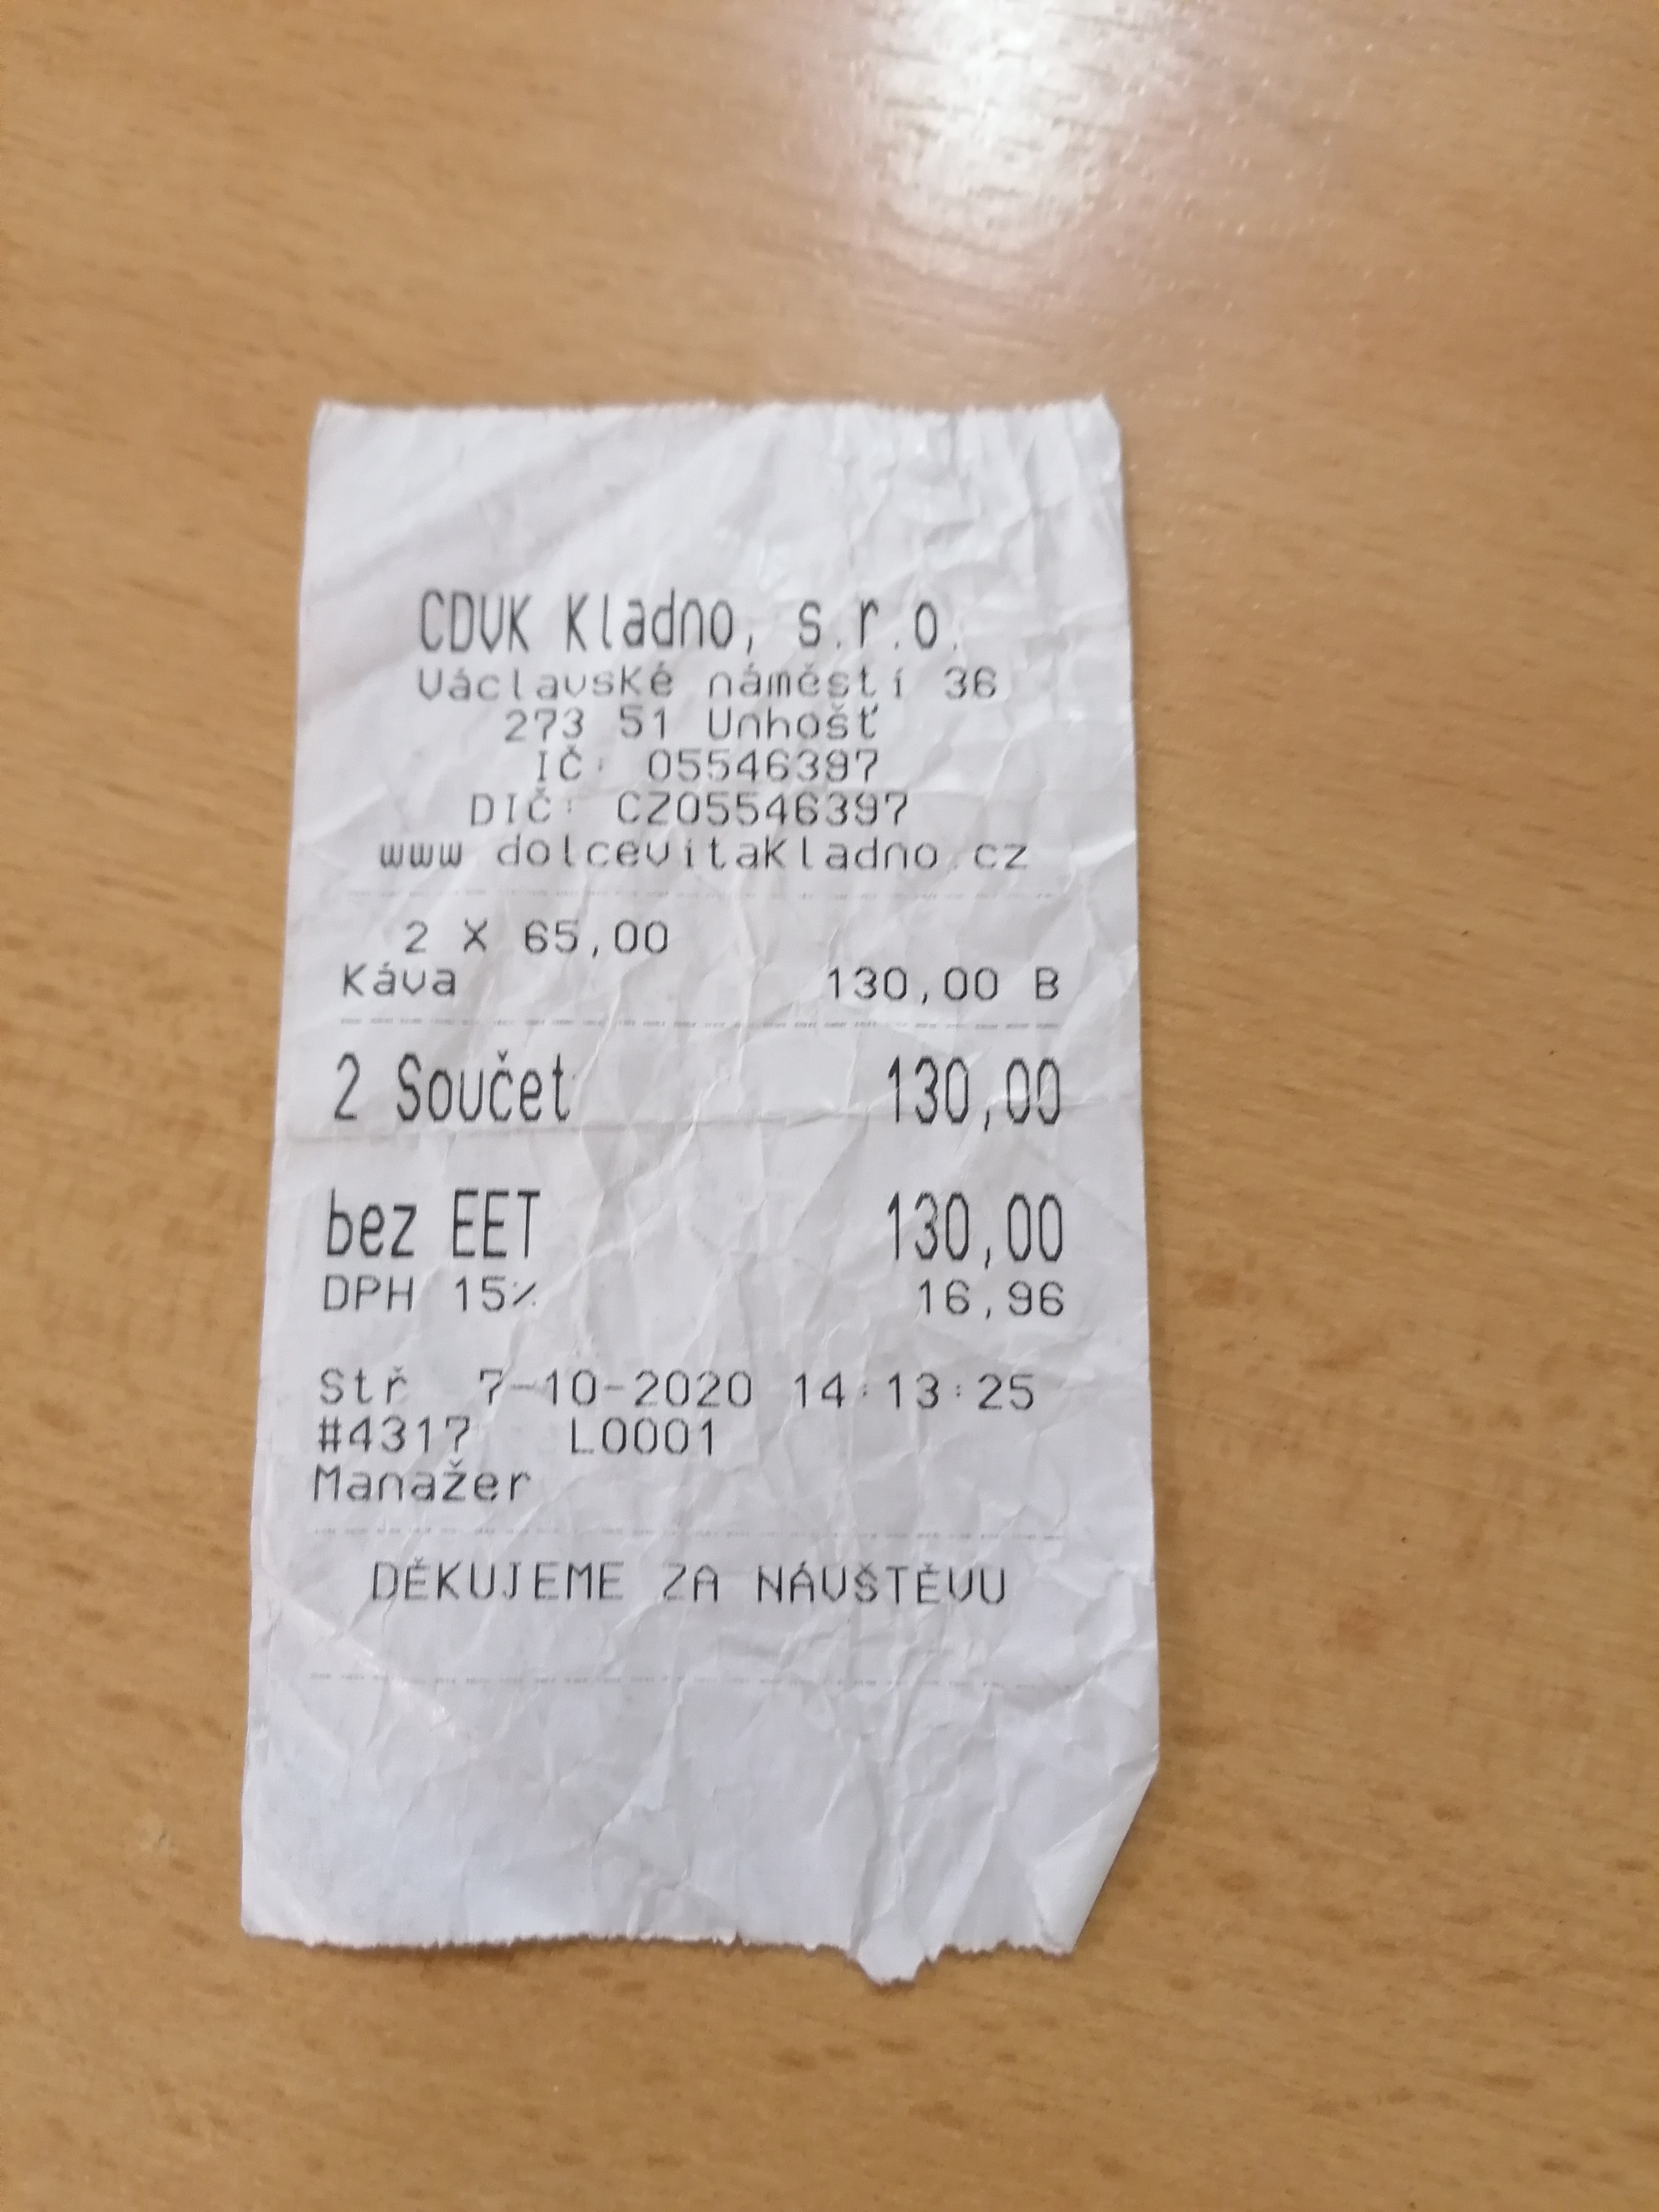 CDVK Kladno, s.r.o.
Václavské náměstí 36
273 51 Unhošť
IČ: 05546397
DIČ: CZ05546397
www.dolcevitakladno.cz
2 X 65,00
Káva 130,00 B
2 Součet 130,00
bez EET 130,00
DPH 15% 16,96
Stř 7-10-2020 14:13:25
#4317 L0001
Manažer
DĚKUJEME ZA NÁVŠTĚVU